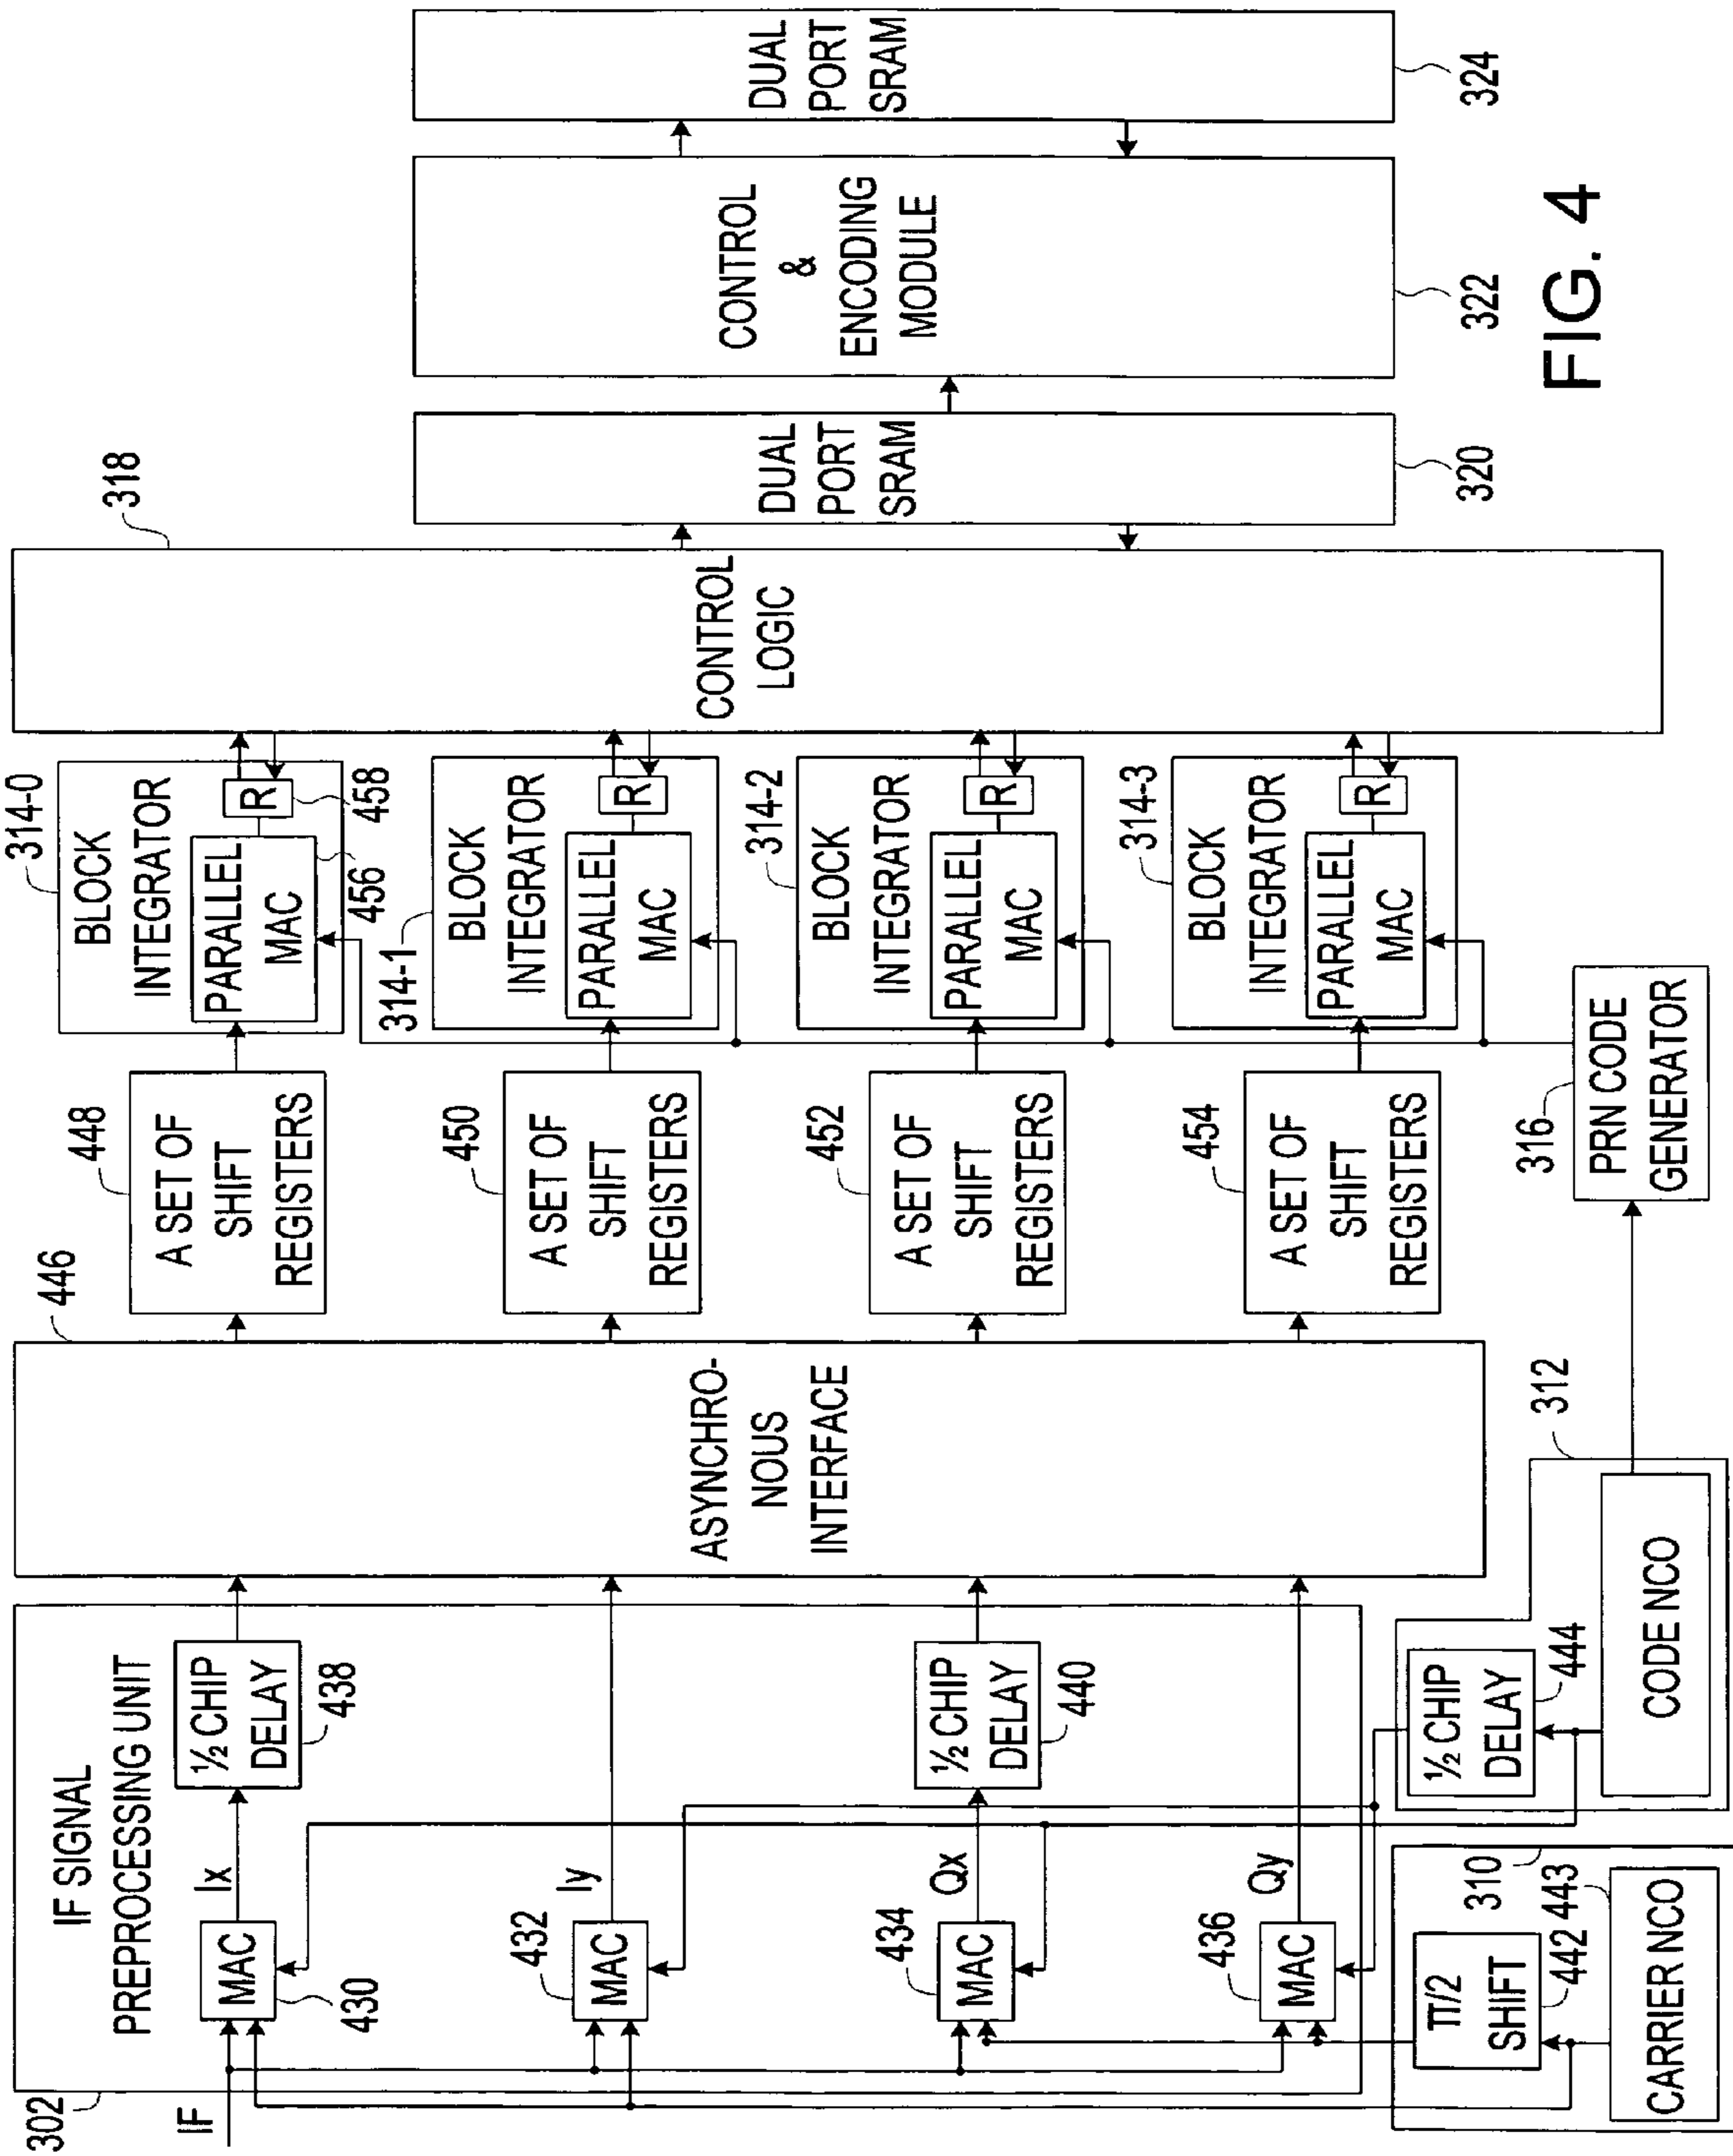 302
IF
IF SIGNAL
PREPROCESSING UNIT
MAC
430
Ix
½ CHIP
DELAY
438
432
MAC
Iy
434
MAC
Qx
½ CHIP
DELAY
440
436
MAC
Qy
310
π/2
SHIFT
442
443
CARRIER NCO
312
½ CHIP
DELAY
444
CODE NCO
446
ASYNCHRO-
NOUS
INTERFACE
448
A SET OF
SHIFT
REGISTERS
450
A SET OF
SHIFT
REGISTERS
452
A SET OF
SHIFT
REGISTERS
454
A SET OF
SHIFT
REGISTERS
316
PRN CODE
GENERATOR
314-0
BLOCK
INTEGRATOR
PARALLEL
MAC
R
456
458
314-1
BLOCK
INTEGRATOR
PARALLEL
MAC
R
314-2
BLOCK
INTEGRATOR
PARALLEL
MAC
R
314-3
BLOCK
INTEGRATOR
PARALLEL
MAC
R
318
CONTROL
LOGIC
DUAL
PORT
SRAM
320
CONTROL
&
ENCODING
MODULE
322
DUAL
PORT
SRAM
324
FIG. 4